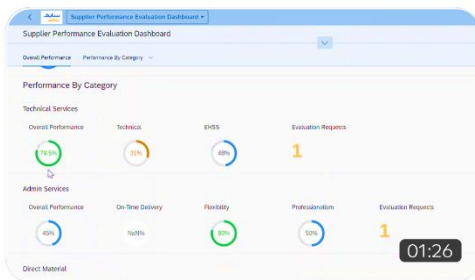 Supplier Performance Evaluation Dashboard
Supplier Performance Evaluation Dashboard
Overall Performance Performance By Category
Performance By Category
Technical Services
Overall Performance Technical EHSS Evaluation Requests
79.5% 31% 48% 1
Admin Services
Overall Performance On-Time Delivery Flexibility Professionalism Evaluation Requests
45% NaN% 80% 50% 1
01:26
Direct Material